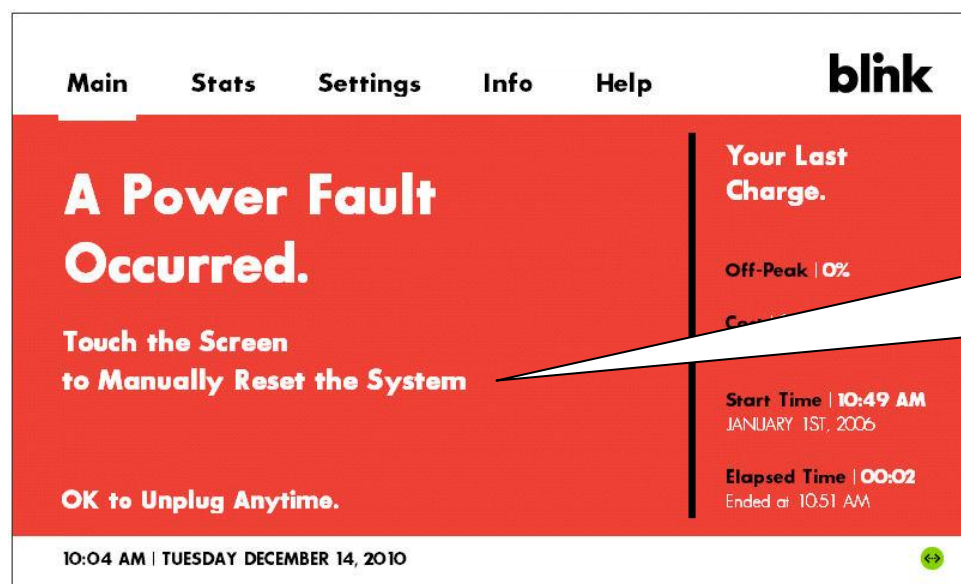 Main Stats Settings Info Help blink
A Power Fault
Occurred.
Touch the Screen
to Manually Reset the System
OK to Unplug Anytime.
Your Last
Charge.
Off-Peak | 0%
Start Time | 10:49 AM
JANUARY 1ST, 2006
Elapsed Time | 00:02
Ended at 10:51 AM
10:04 AM | TUESDAY DECEMBER 14, 2010